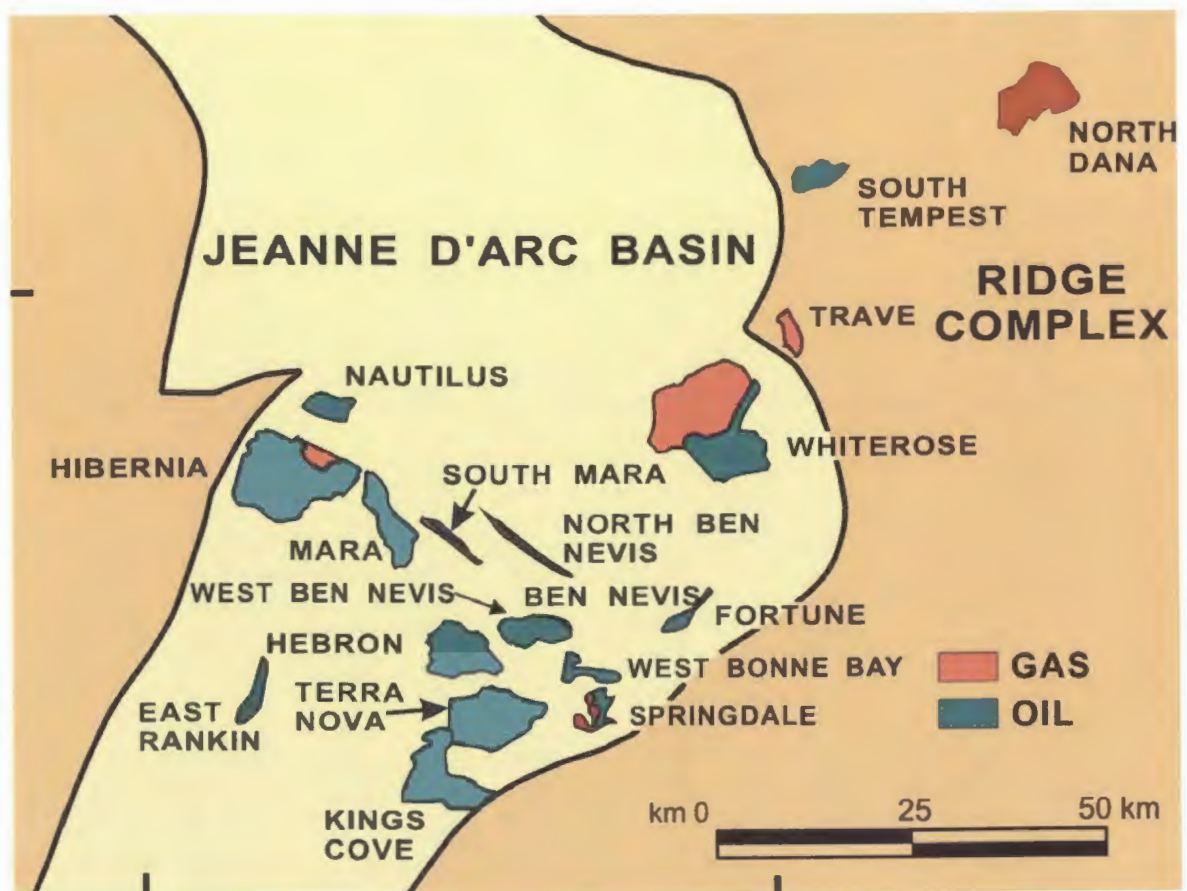 NORTH
DANA
SOUTH
TEMPEST
JEANNE D'ARC BASIN
RIDGE
COMPLEX
TRAVE
NAUTILUS
WHITEROSE
HIBERNIA
SOUTH MARA
NORTH BEN
NEVIS
MARA
WEST BEN NEVIS
BEN NEVIS
FORTUNE
HEBRON
WEST BONNE BAY
GAS
TERRA
NOVA
EAST
RANKIN
SPRINGDALE
OIL
KINGS
COVE
km 0 25 50 km